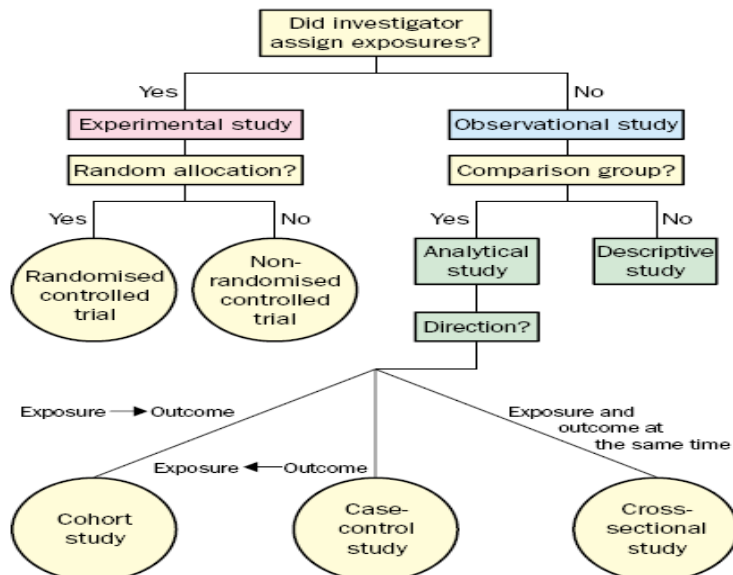 Did investigator
assign exposures?
Yes
No
Experimental study
Observational study
Random allocation?
Comparison group?
Yes
No
Yes
No
Randomised
controlled
trial
Non-
randomised
controlled
trial
Analytical
study
Descriptive
study
Direction?
Exposure → Outcome
Exposure and
outcome at
the same time
Exposure ← Outcome
Cohort
study
Case-
control
study
Cross-
sectional
study